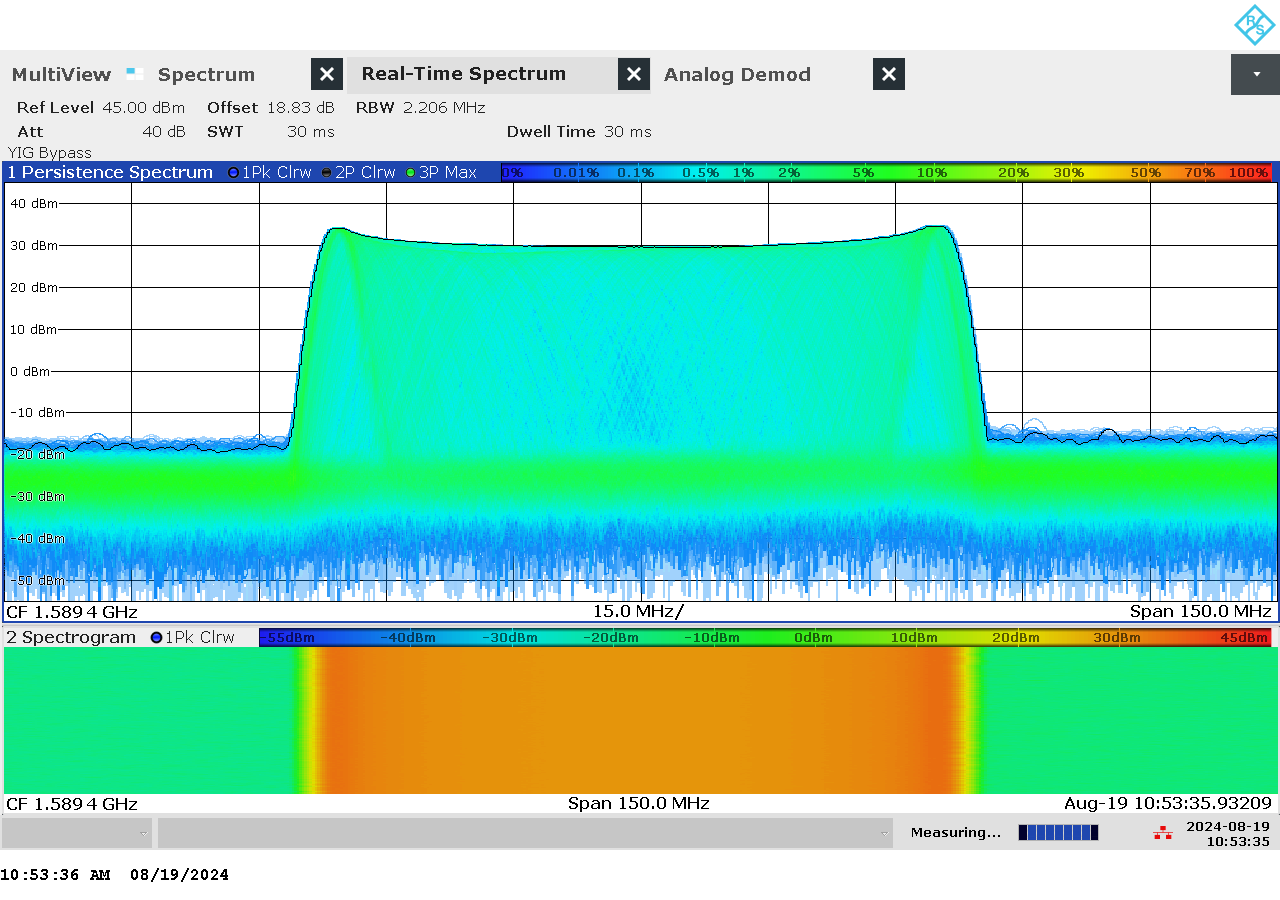 R S
MultiView Spectrum Real-Time Spectrum Analog Demod
Ref Level 45.00 dBm Offset 18.83 dB RBW 2.206 MHz
Att 40 dB SWT 30 ms Dwell Time 30 ms
YIG Bypass
1 Persistence Spectrum 1Pk Clrw 2P Clrw 3P Max 0% 0.01% 0.1% 0.5% 1% 2% 5% 10% 20% 30% 50% 70% 100%
40 dBm
30 dBm
20 dBm
10 dBm
0 dBm
-10 dBm
-20 dBm
-30 dBm
-40 dBm
-50 dBm
CF 1.5894 GHz 15.0 MHz/ Span 150.0 MHz
2 Spectrogram 1Pk Clrw -55dBm -40dBm -30dBm -20dBm -10dBm 0dBm 10dBm 20dBm 30dBm 45dBm
CF 1.5894 GHz Span 150.0 MHz Aug-19 10:53:35.93209
Measuring... 2024-08-19
10:53:35
10:53:36 AM 08/19/2024